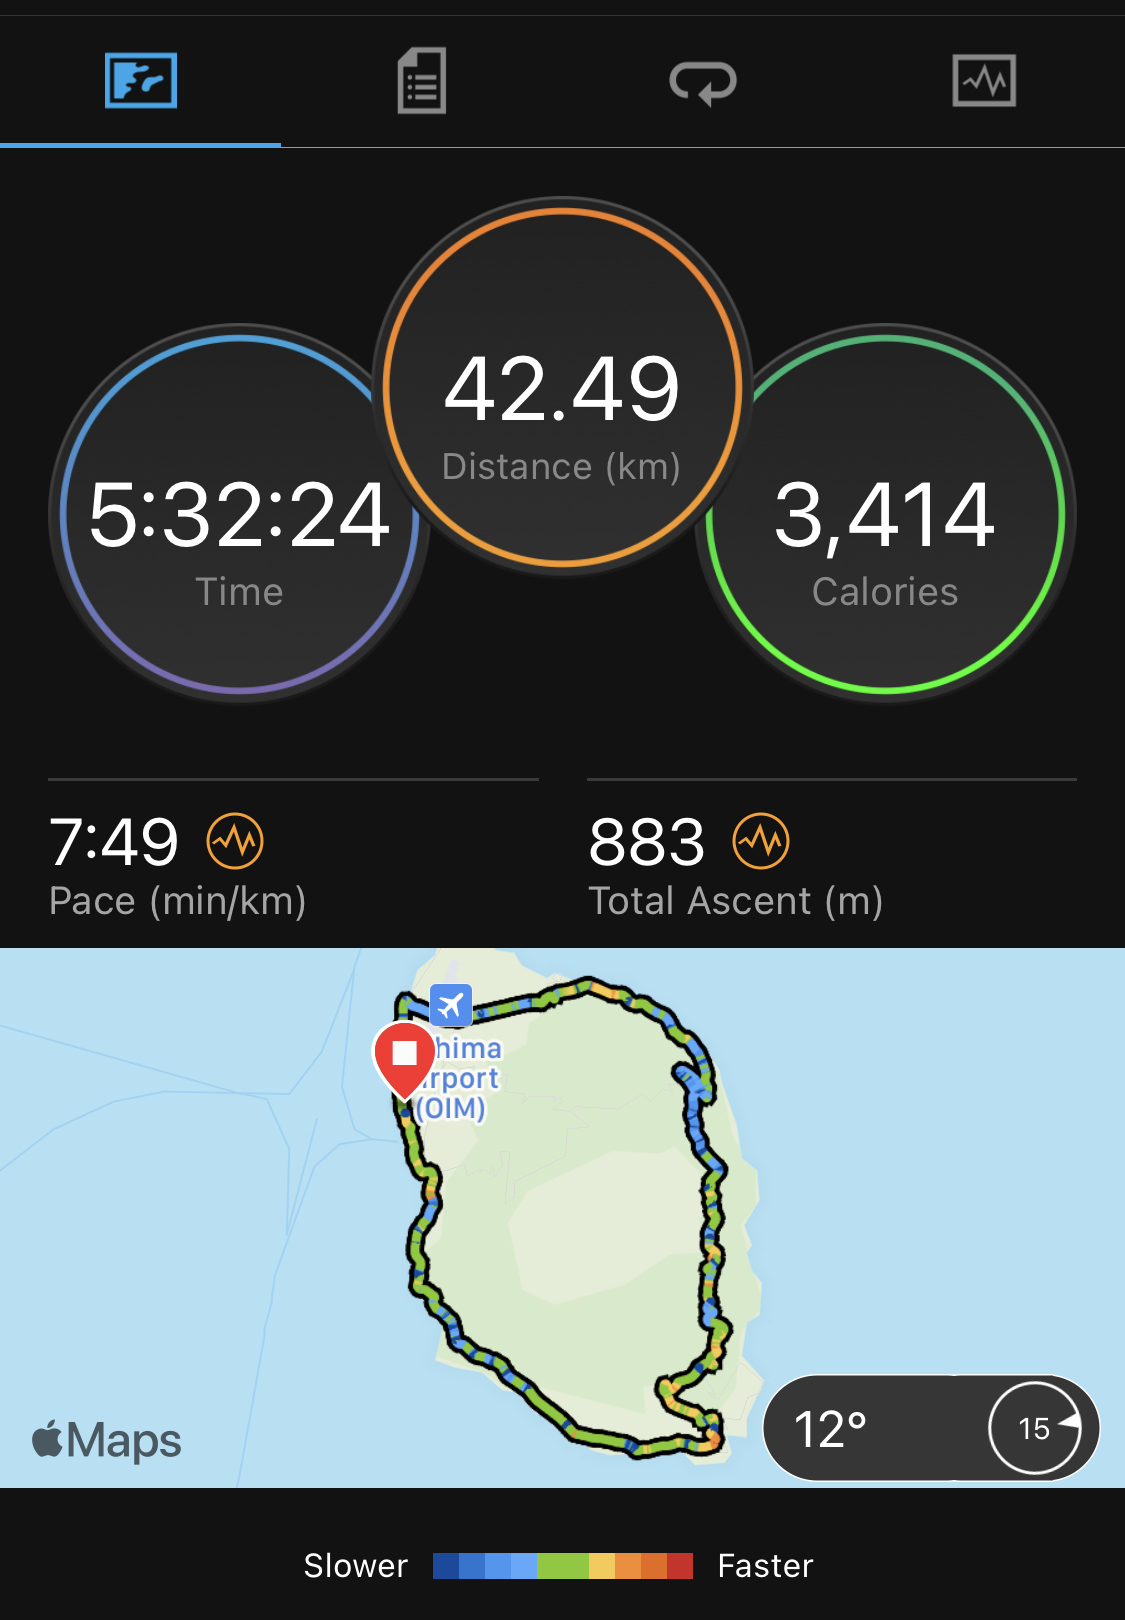 42.49
Distance (km)
5:32:24
Time
3,414
Calories
7:49
Pace (min/km)
883
Total Ascent (m)
hima
irport
(OIM)
Maps
12°
15
Slower
Faster